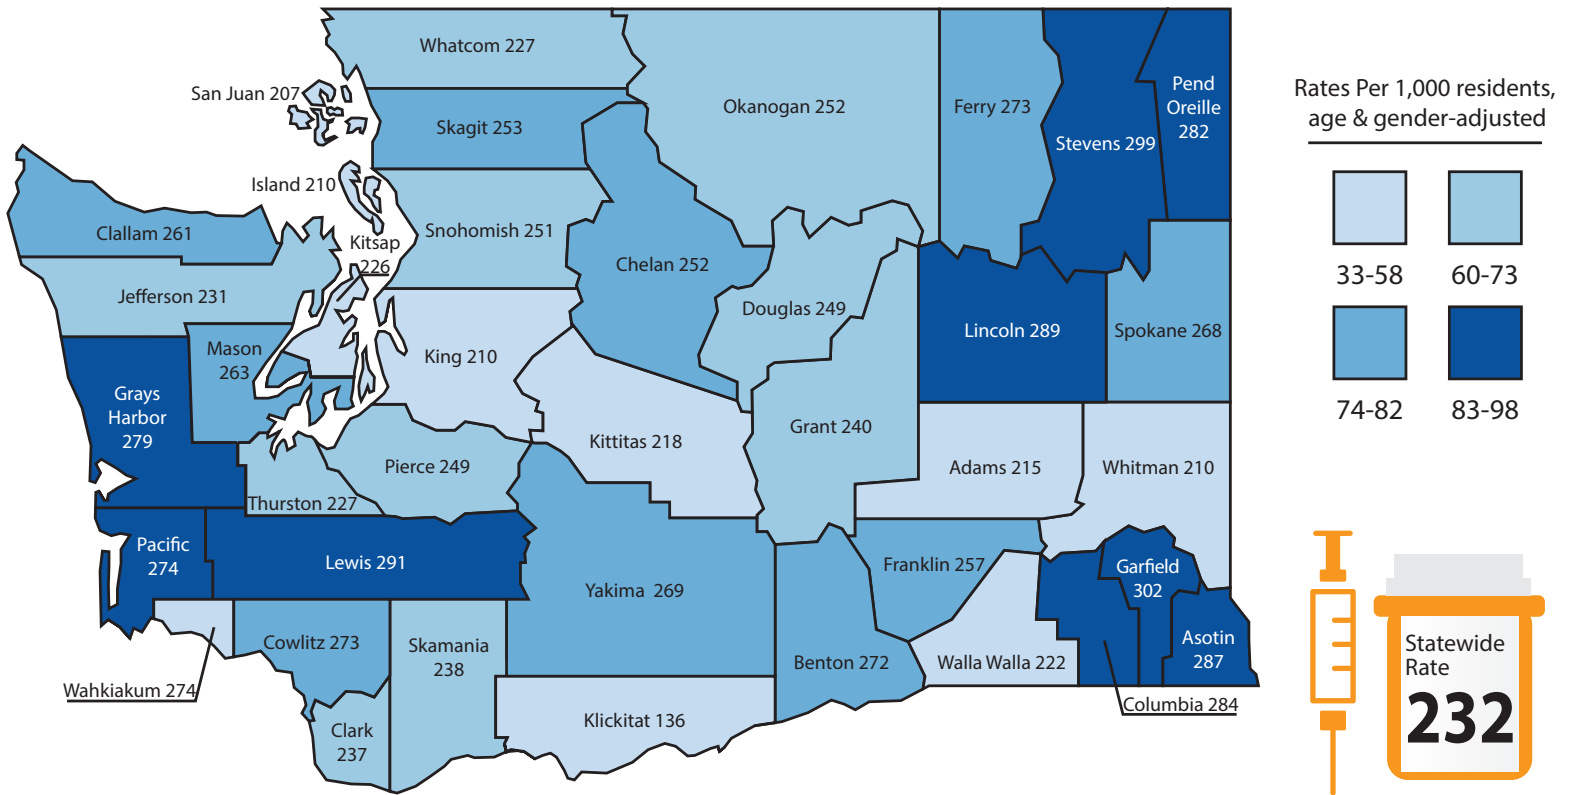 Whatcom 227
San Juan 207
Okanogan 252
Ferry 273
Pend
Oreille
282
Skagit 253
Stevens 299
Island 210
Clallam 261
Snohomish 251
Kitsap
226
Chelan 252
Jefferson 231
Douglas 249
Lincoln 289
Spokane 268
Mason
263
King 210
Grays
Harbor
279
Kittitas 218
Grant 240
Pierce 249
Adams 215
Whitman 210
Thurston 227
Pacific
274
Lewis 291
Yakima 269
Franklin 257
Garfield
302
Cowlitz 273
Skamania
238
Benton 272
Walla Walla 222
Asotin
287
Wahkiakum 274
Columbia 284
Klickitat 136
Clark
237
Rates Per 1,000 residents,
age & gender-adjusted
33-58
60-73
74-82
83-98
Statewide
Rate
232